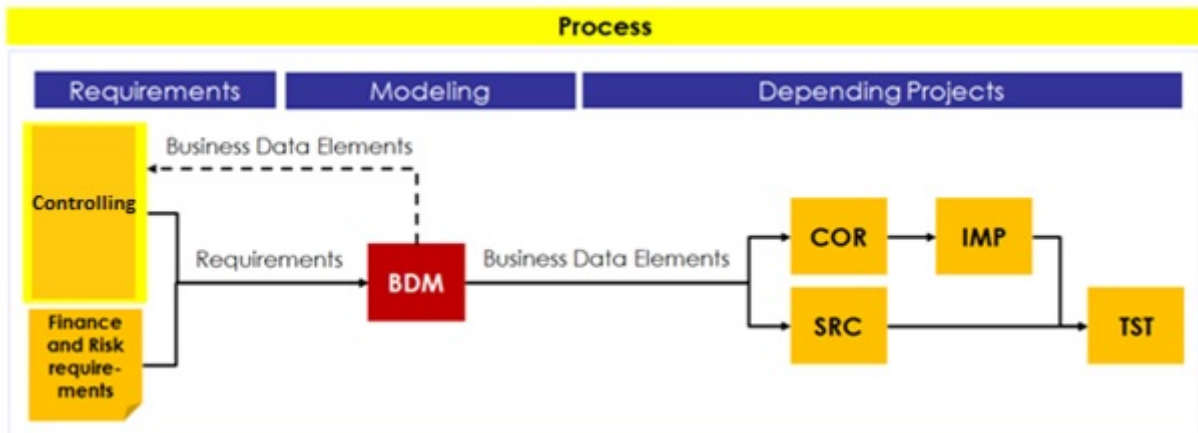 Process
Requirements
Modeling
Depending Projects
Business Data Elements
Controlling
Requirements
BDM
Business Data Elements
COR
IMP
SRC
TST
Finance
and Risk
require-
ments